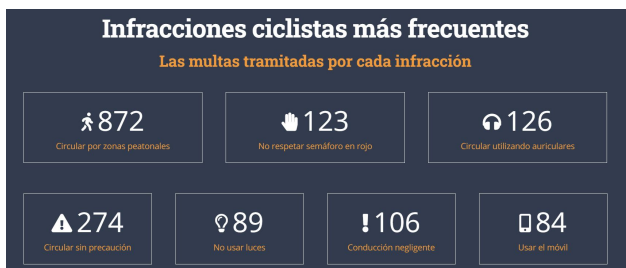 Infracciones ciclistas más frecuentes
Las multas tramitadas por cada infracción
872
Circular por zonas peatonales
123
No respetar semáforo en rojo
126
Circular utilizando auriculares
274
Circular sin precaución
89
No usar luces
106
Conducción negligente
84
Usar el móvil